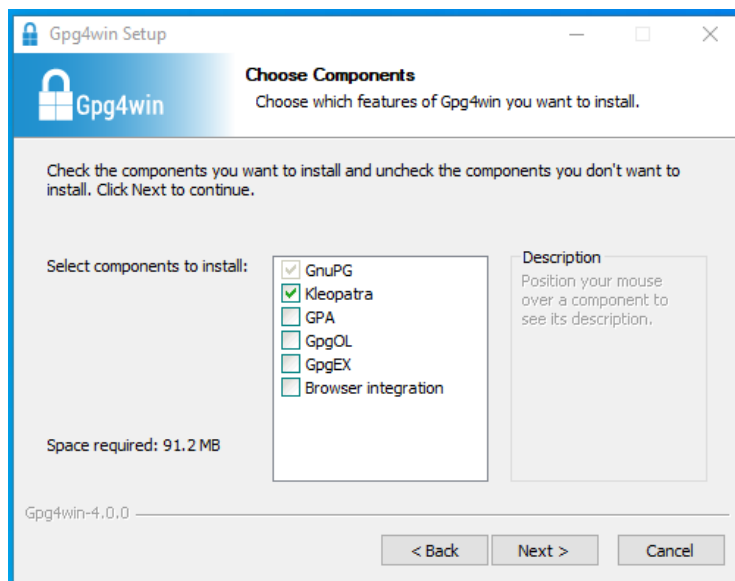 Gpg4win Setup
Gpg4win
Choose Components
Choose which features of Gpg4win you want to install.
Check the components you want to install and uncheck the components you don't want to
install. Click Next to continue.
Select components to install:
GnuPG
Kleopatra
GPA
GpgOL
GpgEX
Browser integration
Description
Position your mouse
over a component to
see its description.
Space required: 91.2 MB
Gpg4win-4.0.0
< Back
Next >
Cancel